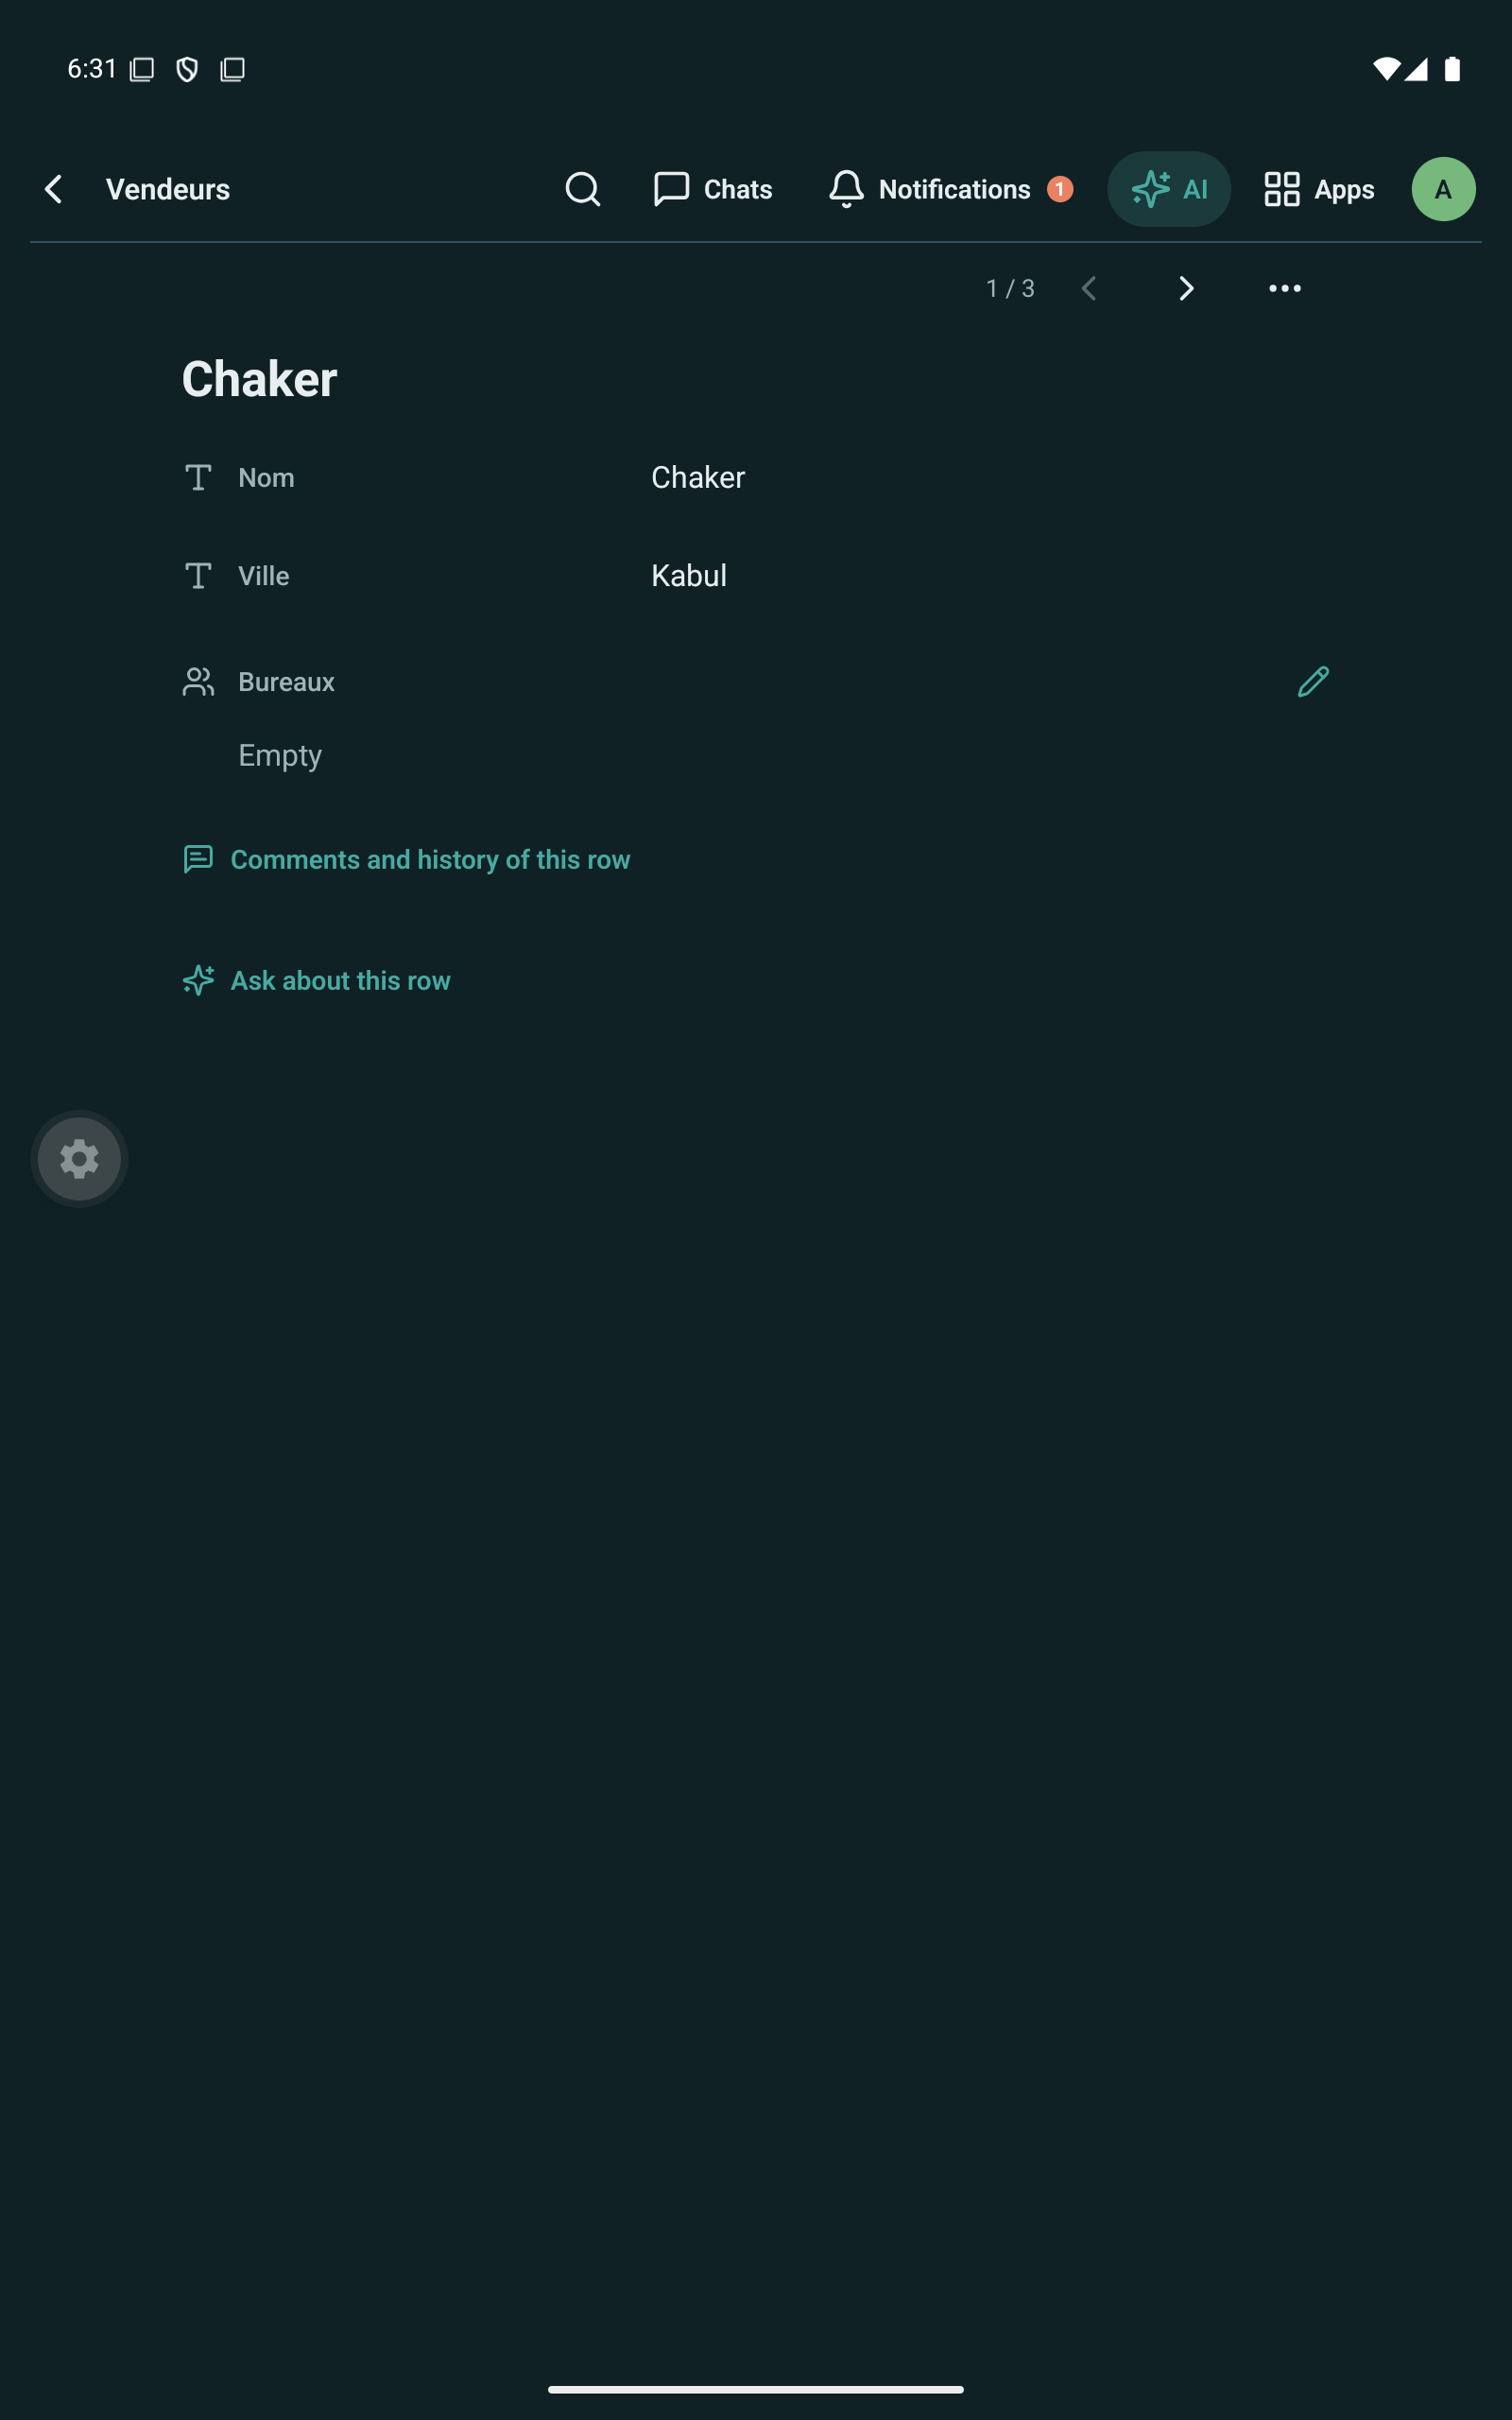 6:31
Vendeurs
Chats
Notifications 1
AI
Apps
A
1 / 3
Chaker
Nom Chaker
Ville Kabul
Bureaux
Empty
Comments and history of this row
Ask about this row